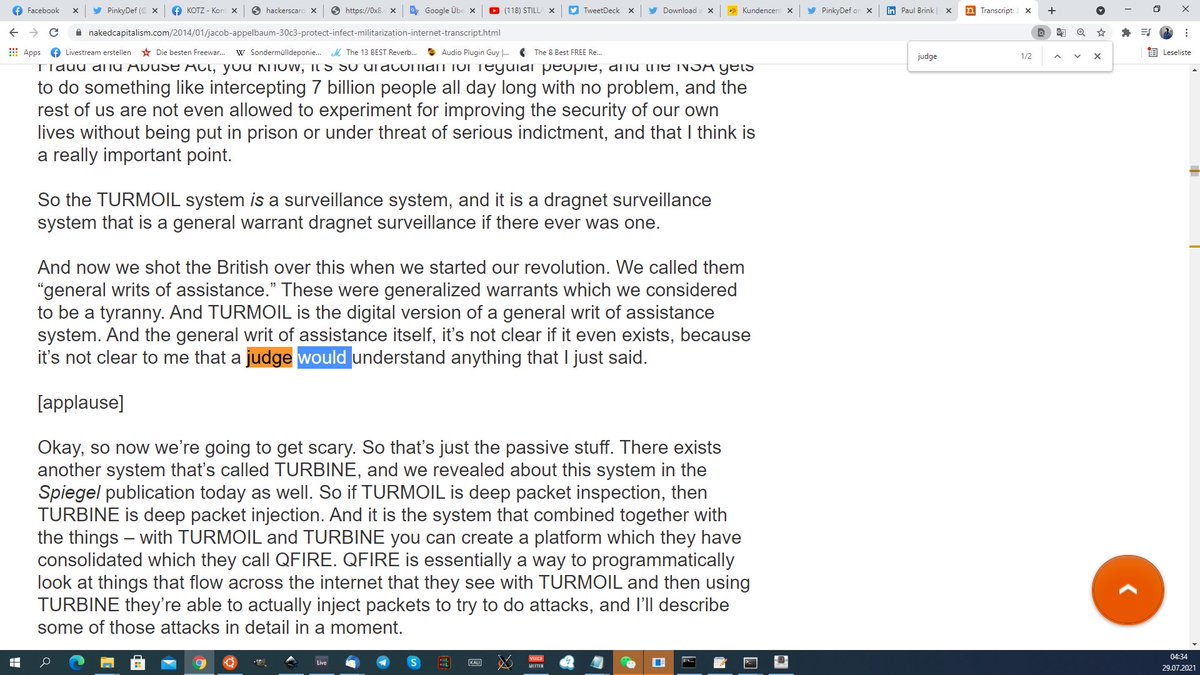 Facebook
PinkyDef (
KOTZ - Kon
hackerscar
https://0x8
Google Übe
(118) STILL
TweetDeck
Download
Kundencent
PinkyDef on
Paul Brink |
Transcript: J
nakedcapitalism.com/2014/01/jacob-appelbaum-30c3-protect-infect-militarization-internet-transcript.html
Apps
Livestream erstellen
Die besten Freewar...
Sondermülldeponie...
The 13 BEST Reverb...
Audio Plugin Guy |...
The 8 Best FREE Re...
Leseliste
judge
1/2
Fraud and Abuse Act, you know, it's so draconian for regular people, and the NSA gets
to do something like intercepting 7 billion people all day long with no problem, and the
rest of us are not even allowed to experiment for improving the security of our own
lives without being put in prison or under threat of serious indictment, and that I think is
a really important point.
So the TURMOIL system is a surveillance system, and it is a dragnet surveillance
system that is a general warrant dragnet surveillance if there ever was one.
And now we shot the British over this when we started our revolution. We called them
“general writs of assistance.” These were generalized warrants which we considered
to be a tyranny. And TURMOIL is the digital version of a general writ of assistance
system. And the general writ of assistance itself, it’s not clear if it even exists, because
it’s not clear to me that a judge would understand anything that I just said.
[applause]
Okay, so now we’re going to get scary. So that’s just the passive stuff. There exists
another system that’s called TURBINE, and we revealed about this system in the
Spiegel publication today as well. So if TURMOIL is deep packet inspection, then
TURBINE is deep packet injection. And it is the system that combined together with
the things – with TURMOIL and TURBINE you can create a platform which they have
consolidated which they call QFIRE. QFIRE is essentially a way to programmatically
look at things that flow across the internet that they see with TURMOIL and then using
TURBINE they’re able to actually inject packets to try to do attacks, and I’ll describe
some of those attacks in detail in a moment.
Live
KALI
04:34
29.07.2021